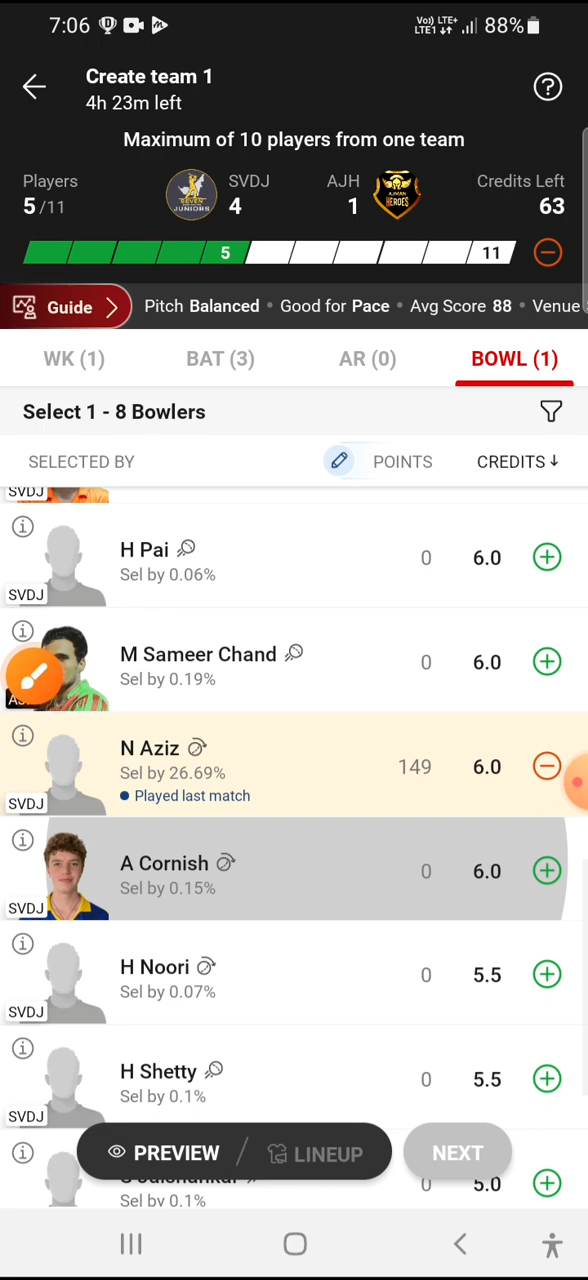 7:06 Vo)) LTE+ LTE1 88%
Create team 1
4h 23m left
Maximum of 10 players from one team
Players SVDJ AJH Credits Left
5/11 4 1 63
SEVEN JUNIORS AJMAN HEROES
5 11
Guide Pitch Balanced • Good for Pace • Avg Score 88 • Venue
WK (1) BAT (3) AR (0) BOWL (1)
Select 1 - 8 Bowlers
SELECTED BY POINTS CREDITS
SVDJ
H Pai 0 6.0
Sel by 0.06%
SVDJ
M Sameer Chand 0 6.0
Sel by 0.19%
N Aziz 149 6.0
Sel by 26.69%
Played last match
SVDJ
A Cornish 0 6.0
Sel by 0.15%
SVDJ
H Noori 0 5.5
Sel by 0.07%
SVDJ
H Shetty 0 5.5
Sel by 0.1%
SVDJ
PREVIEW / LINEUP NEXT
0 5.0
Sel by 0.1%